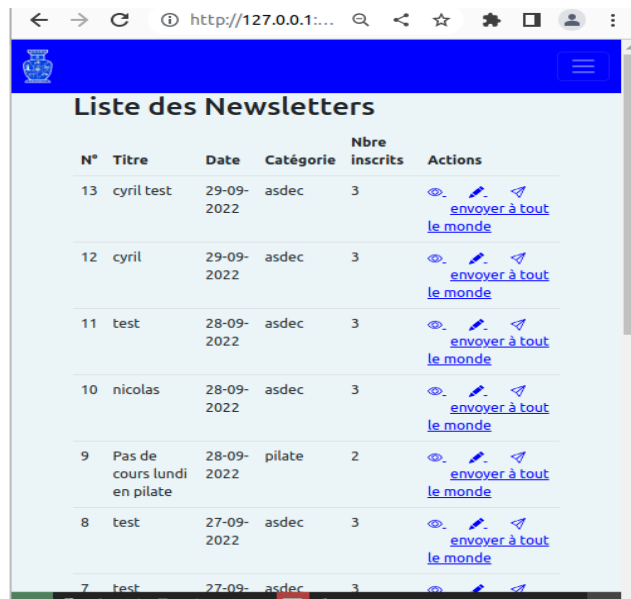 http://127.0.0.1:...
Liste des Newsletters
N° Titre Date Catégorie Nbre inscrits Actions
13 cyril test 29-09-2022 asdec 3 envoyer à tout le monde
12 cyril 29-09-2022 asdec 3 envoyer à tout le monde
11 test 28-09-2022 asdec 3 envoyer à tout le monde
10 nicolas 28-09-2022 asdec 3 envoyer à tout le monde
9 Pas de cours lundi en pilate 28-09-2022 pilate 2 envoyer à tout le monde
8 test 27-09-2022 asdec 3 envoyer à tout le monde
7 test 27-09- asdec 3